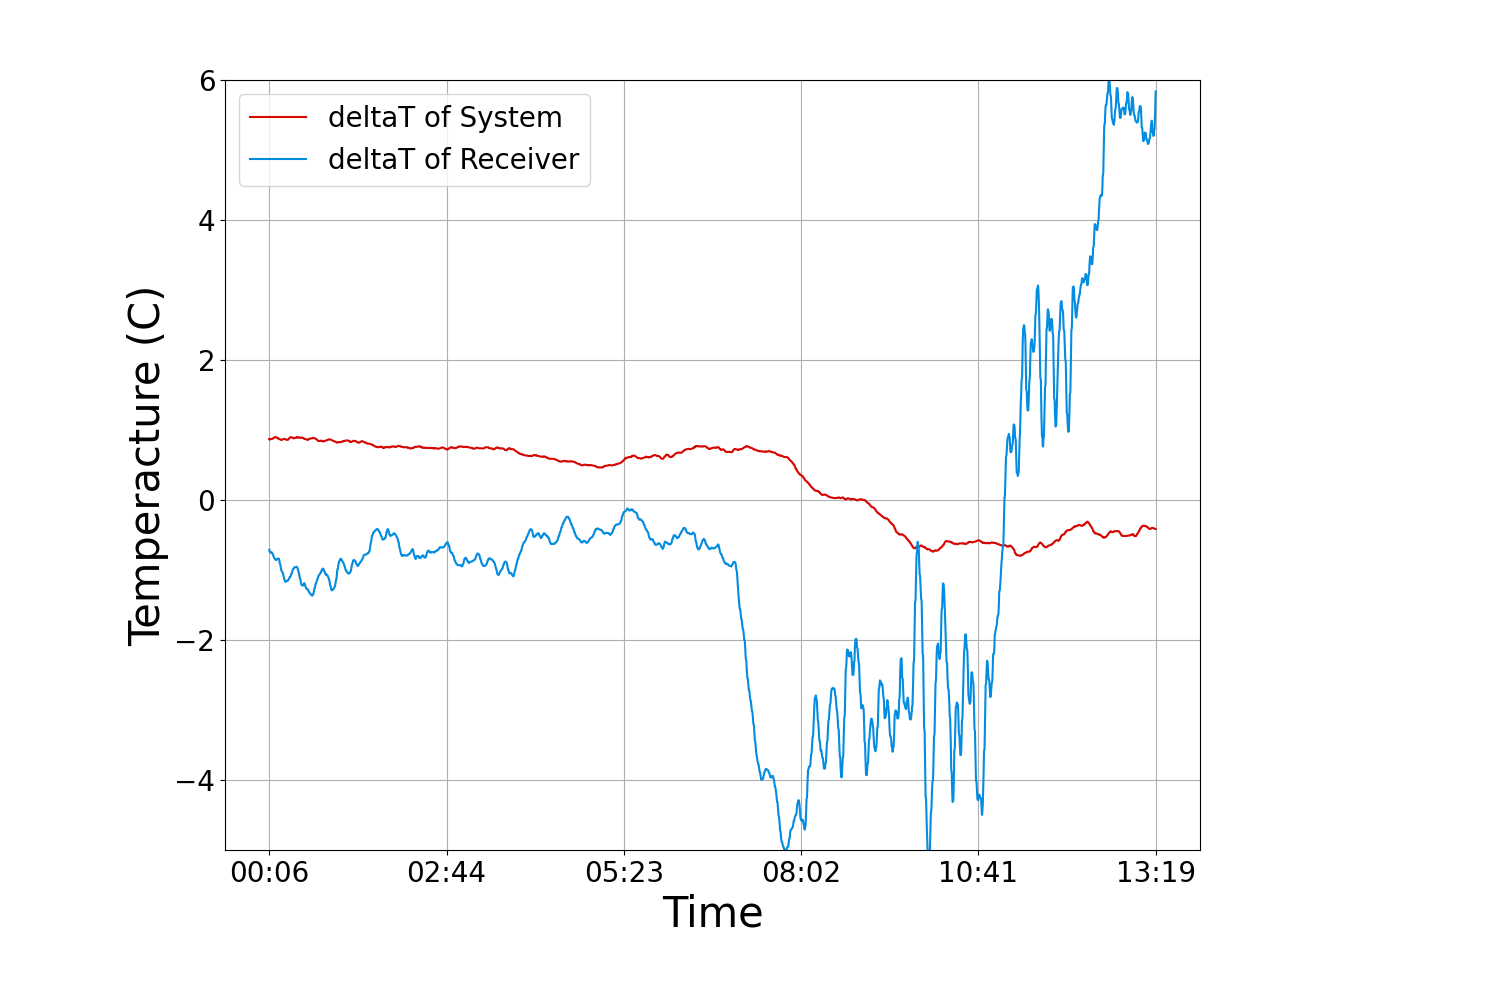 deltaT of System
deltaT of Receiver
6
4
2
0
−2
−4
Temperacture (C)
00:06 02:44 05:23 08:02 10:41 13:19
Time